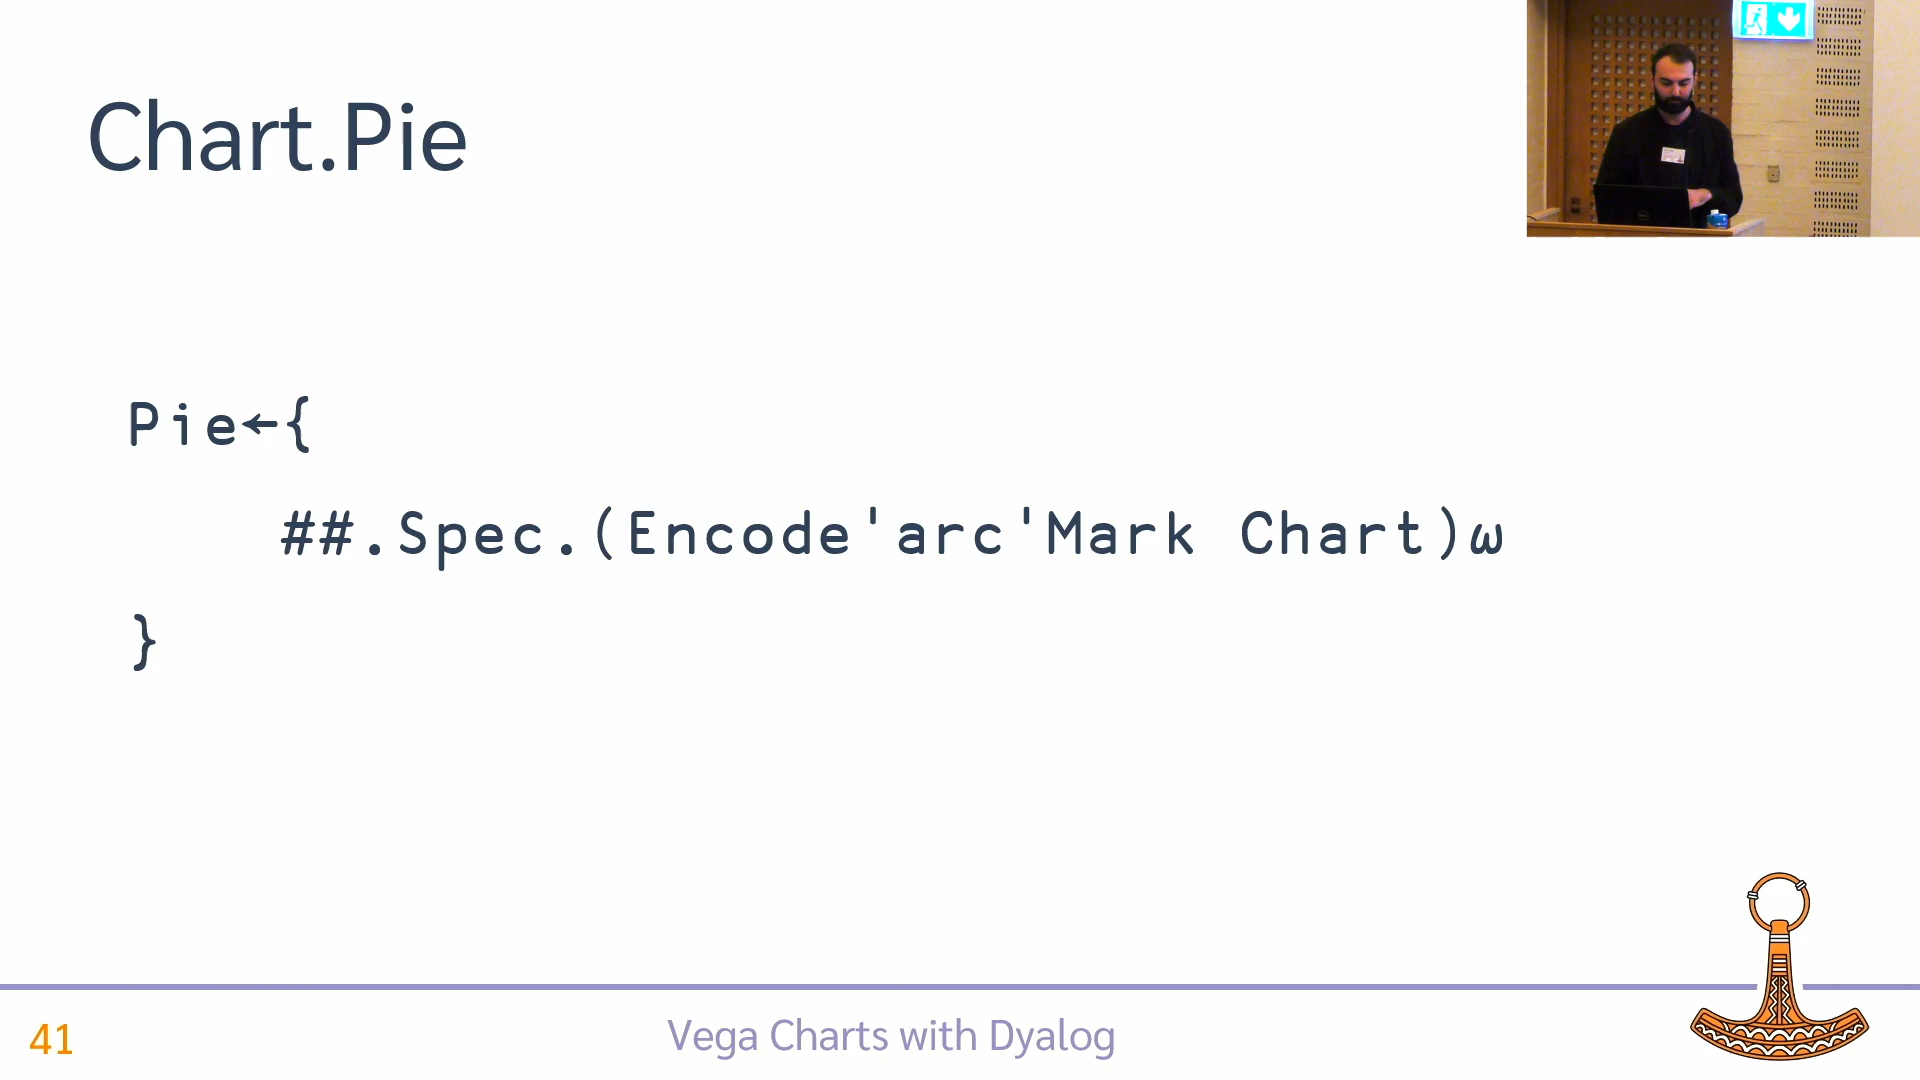 Chart.Pie
Pie←{
##.Spec.(Encode'arc'Mark Chart)⍵
}
41
Vega Charts with Dyalog